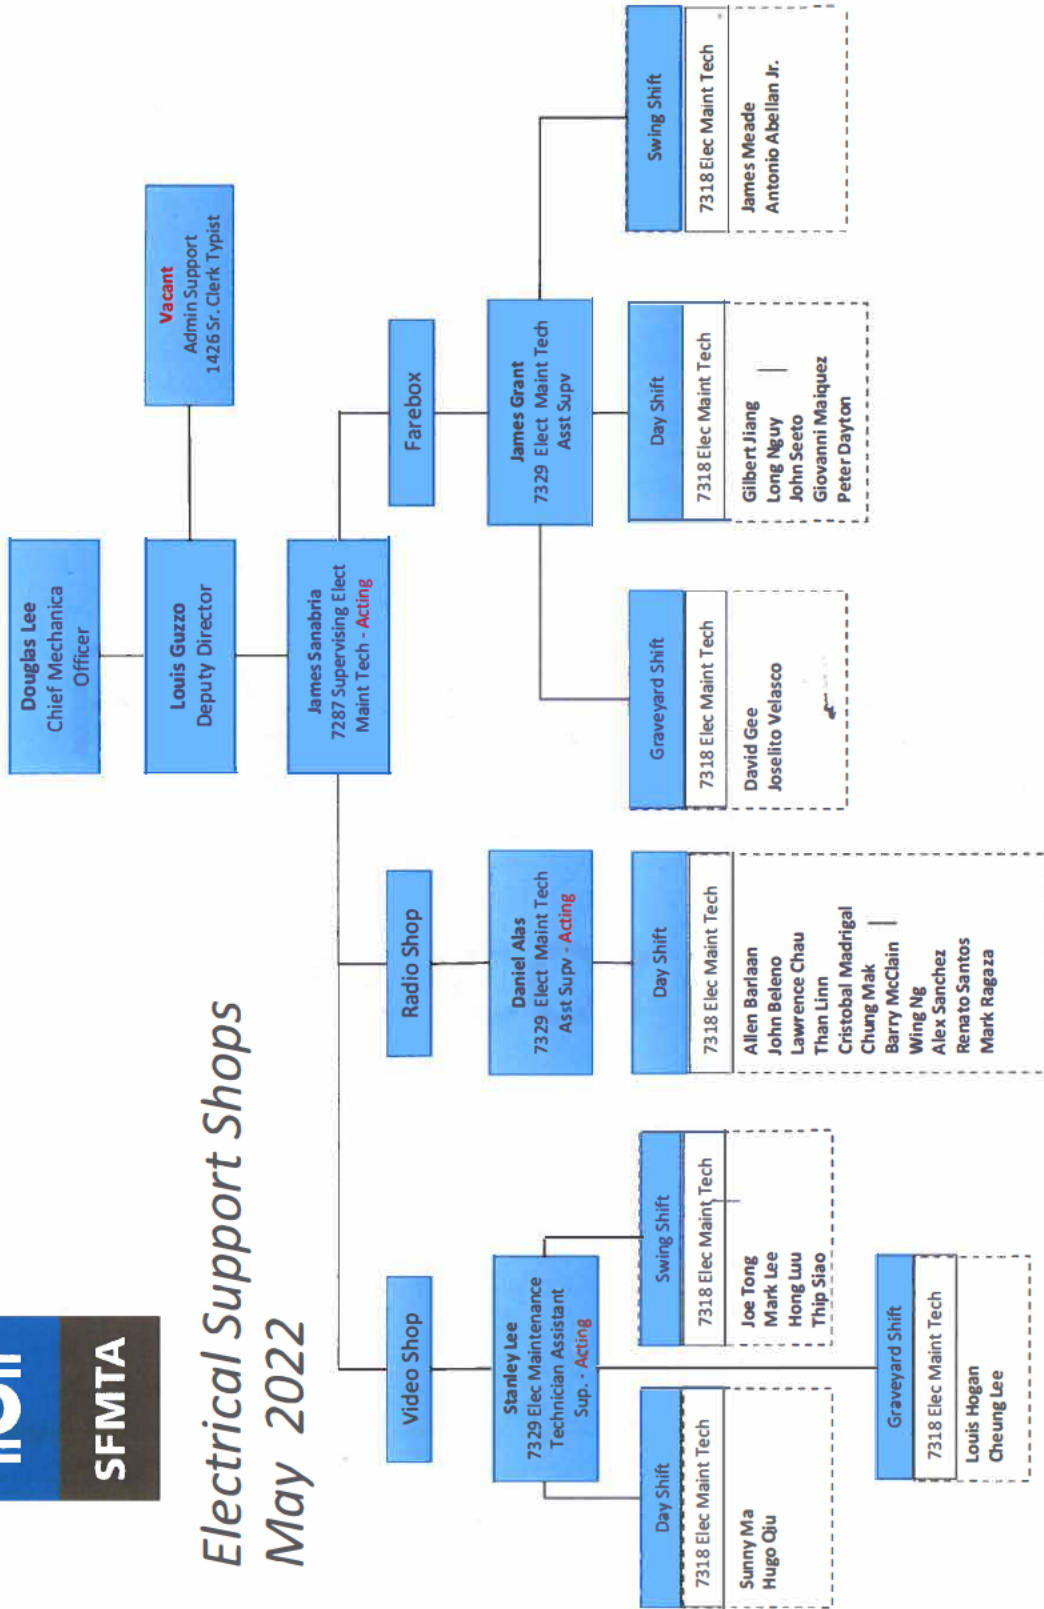 SFMTA
Electrical Support Shops
May 2022
Douglas Lee
Chief Mechanica
Officer
Louis Guzzo
Deputy Director
Vacant
Admin Support
1426 Sr. Clerk Typist
James Sanabria
7287 Supervising Elect
Maint Tech - Acting
Video Shop
Radio Shop
Farebox
Stanley Lee
7329 Elec Maintenance
Technician Assistant
Sup. - Acting
Daniel Alas
7329 Elect Maint Tech
Asst Supv - Acting
James Grant
7329 Elect Maint Tech
Asst Supv
Day Shift
7318 Elec Maint Tech
Sunny Ma
Hugo Qiu
Swing Shift
7318 Elec Maint Tech
Joe Tong
Mark Lee
Hong Luu
Thip Siao
Graveyard Shift
7318 Elec Maint Tech
Louis Hogan
Cheung Lee
Day Shift
7318 Elec Maint Tech
Allen Barlaan
John Beleno
Lawrence Chau
Than Linn
Cristobal Madrigal
Chung Mak
Barry McClain
Wing Ng
Alex Sanchez
Renato Santos
Mark Ragaza
Graveyard Shift
7318 Elec Maint Tech
David Gee
Joselito Velasco
Day Shift
7318 Elec Maint Tech
Gilbert Jiang
Long Nguy
John Seeto
Giovanni Maiquez
Peter Dayton
Swing Shift
7318 Elec Maint Tech
James Meade
Antonio Abellan Jr.